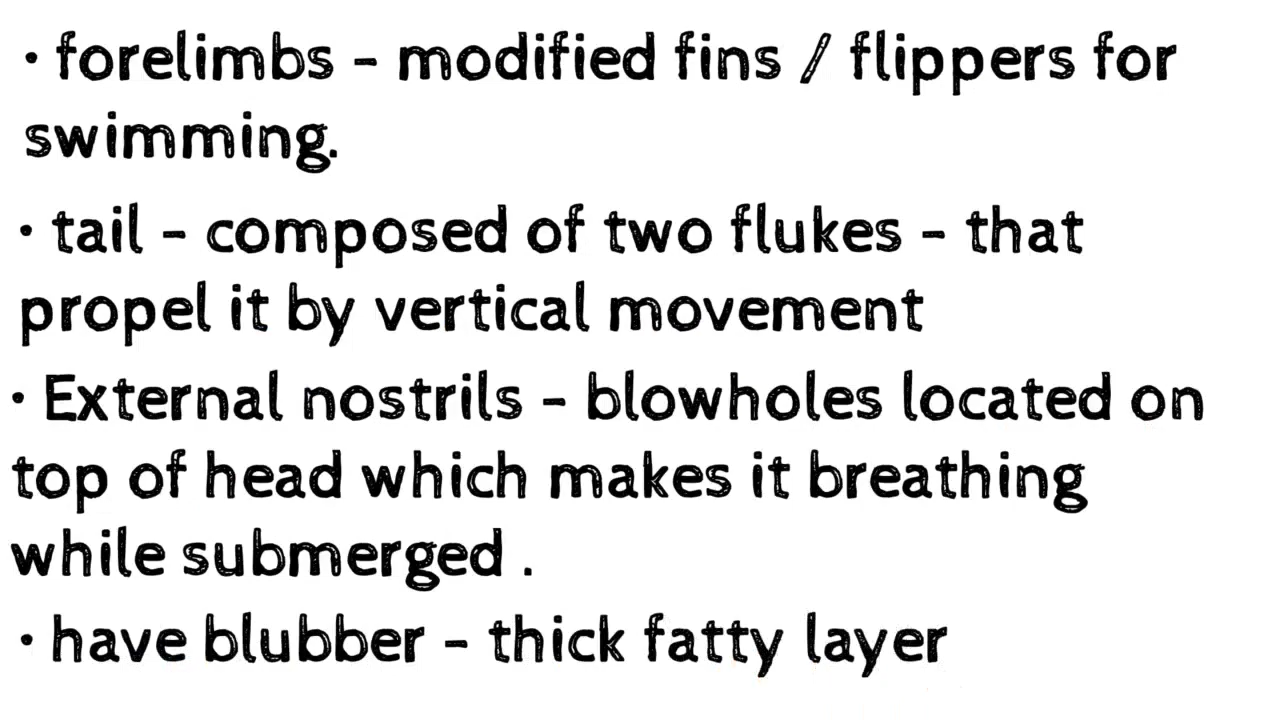 • forelimbs - modified fins / flippers for
swimming.
• tail - composed of two flukes - that
propel it by vertical movement
• External nostrils - blowholes located on
top of head which makes it breathing
while submerged .
• have blubber - thick fatty layer